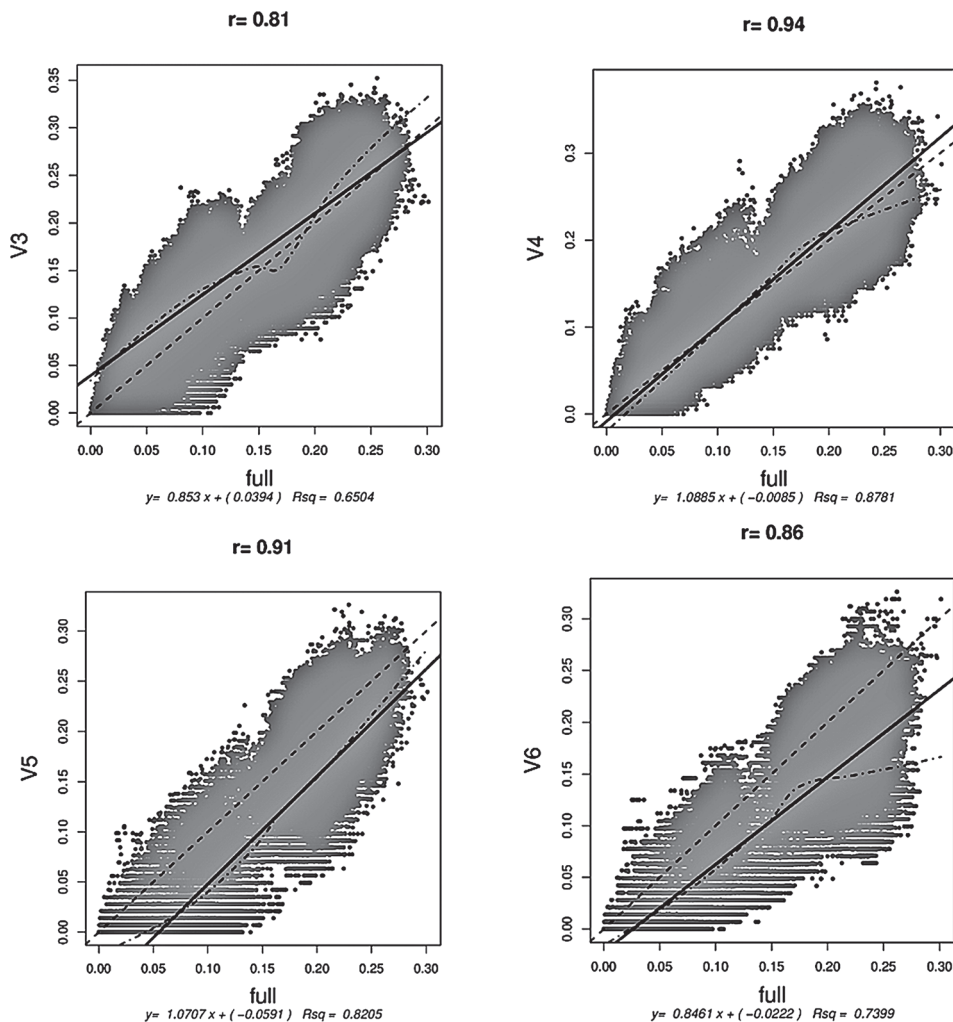 r= 0.81
V3
0.35
0.30
0.25
0.20
0.15
0.10
0.05
0.00
0.00 0.05 0.10 0.15 0.20 0.25 0.30
full
y= 0.853 x + ( 0.0394 ) Rsq = 0.6504
r= 0.94
V4
0.3
0.2
0.1
0.0
0.00 0.05 0.10 0.15 0.20 0.25 0.30
full
y= 1.0885 x + ( −0.0085 ) Rsq = 0.8781
r= 0.91
V5
0.30
0.25
0.20
0.15
0.10
0.05
0.00
0.00 0.05 0.10 0.15 0.20 0.25 0.30
full
y= 1.0707 x + ( −0.0591 ) Rsq = 0.8205
r= 0.86
V6
0.30
0.25
0.20
0.15
0.10
0.05
0.00
0.00 0.05 0.10 0.15 0.20 0.25 0.30
full
y= 0.8461 x + ( −0.0222 ) Rsq = 0.7399